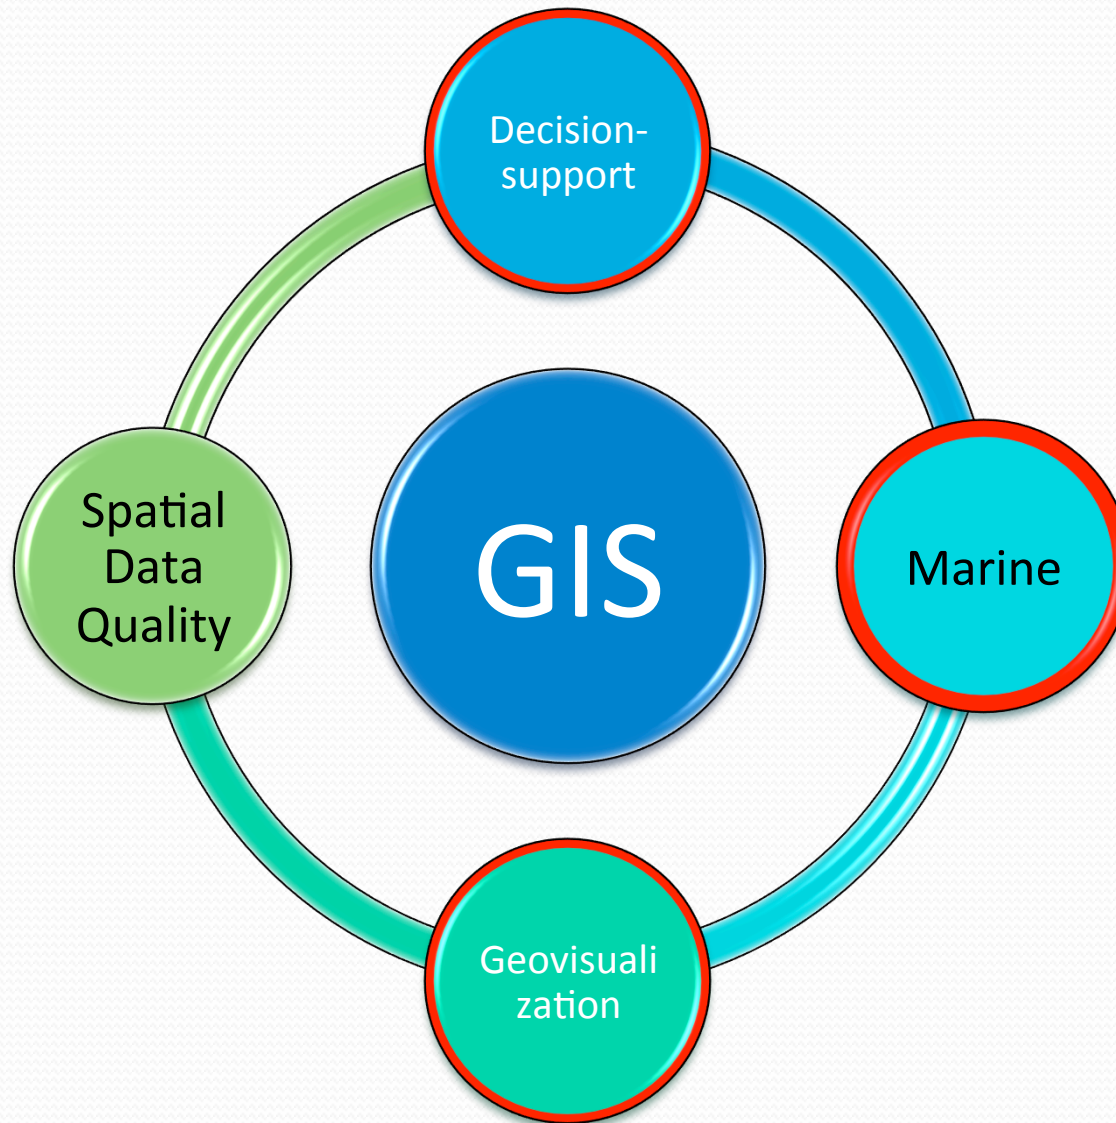 Decision-
support
Spatial
Data
Quality
GIS
Marine
Geovisuali
zation